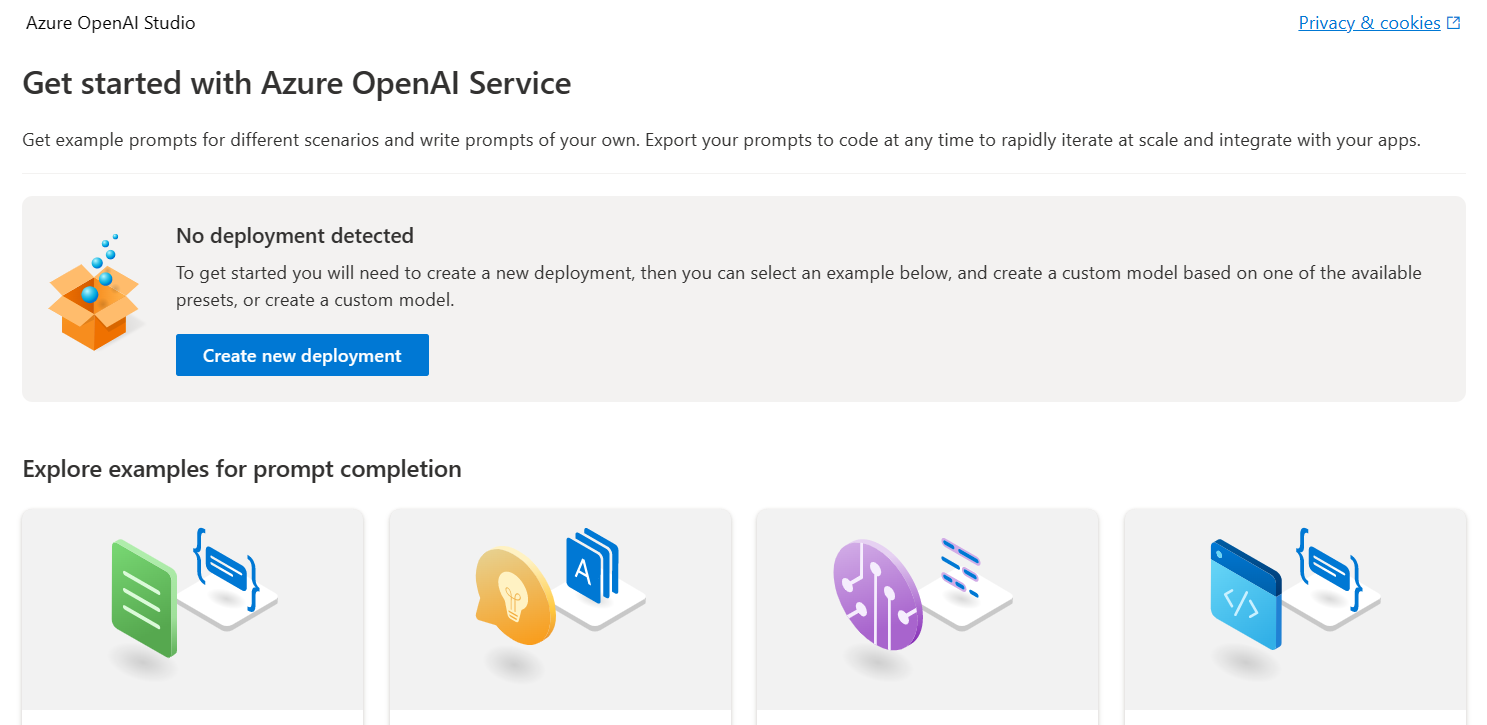 Azure OpenAI Studio
Privacy & cookies
Get started with Azure OpenAI Service
Get example prompts for different scenarios and write prompts of your own. Export your prompts to code at any time to rapidly iterate at scale and integrate with your apps.
No deployment detected
To get started you will need to create a new deployment, then you can select an example below, and create a custom model based on one of the available
presets, or create a custom model.
Create new deployment
Explore examples for prompt completion
A
</>